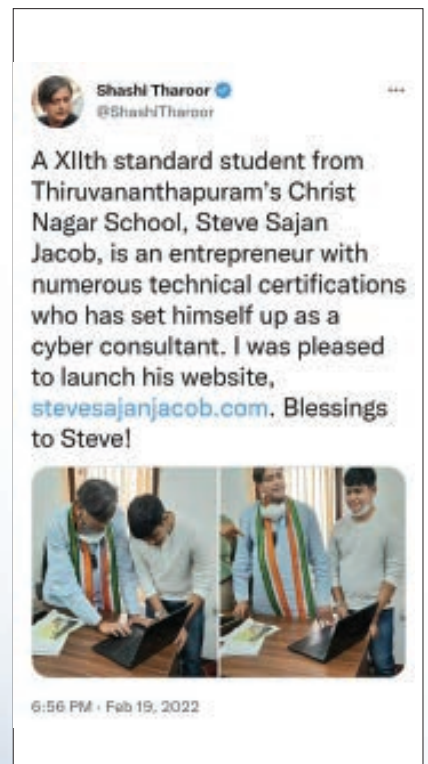 Shashi Tharoor
@ShashiTharoor
A XIIth standard student from
Thiruvananthapuram's Christ
Nagar School, Steve Sajan
Jacob, is an entrepreneur with
numerous technical certifications
who has set himself up as a
cyber consultant. I was pleased
to launch his website,
stevesajanjacob.com. Blessings
to Steve!
6:56 PM · Feb 19, 2022